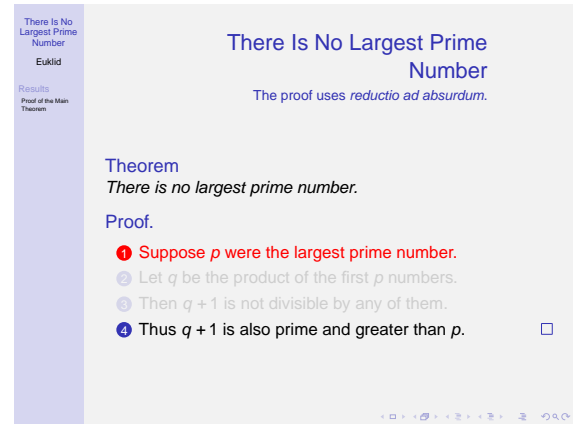 There Is No
Largest Prime
Number
Euklid
Results
Proof of the Main
Theorem
There Is No Largest Prime
Number
The proof uses reductio ad absurdum.
Theorem
There is no largest prime number.
Proof.
1 Suppose p were the largest prime number.
2 Let q be the product of the first p numbers.
3 Then q + 1 is not divisible by any of them.
4 Thus q + 1 is also prime and greater than p. □